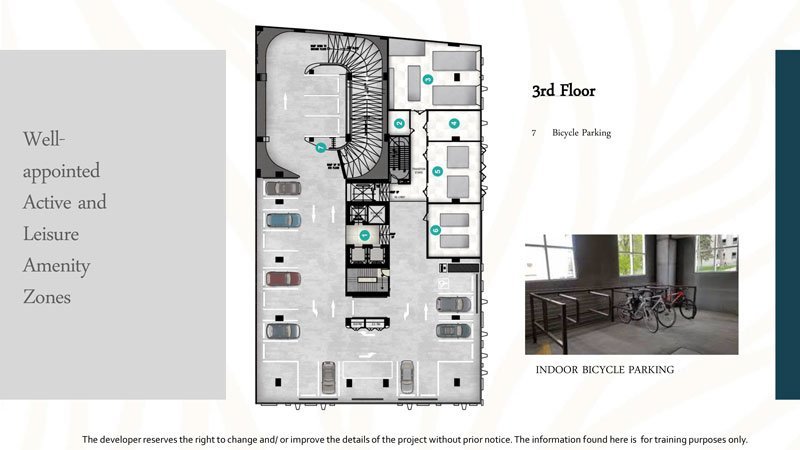 Well-
appointed
Active and
Leisure
Amenity
Zones
3rd Floor
7 Bicycle Parking
3
2
4
7
5
1
6
INDOOR BICYCLE PARKING
The developer reserves the right to change and/ or improve the details of the project without prior notice. The information found here is for training purposes only.